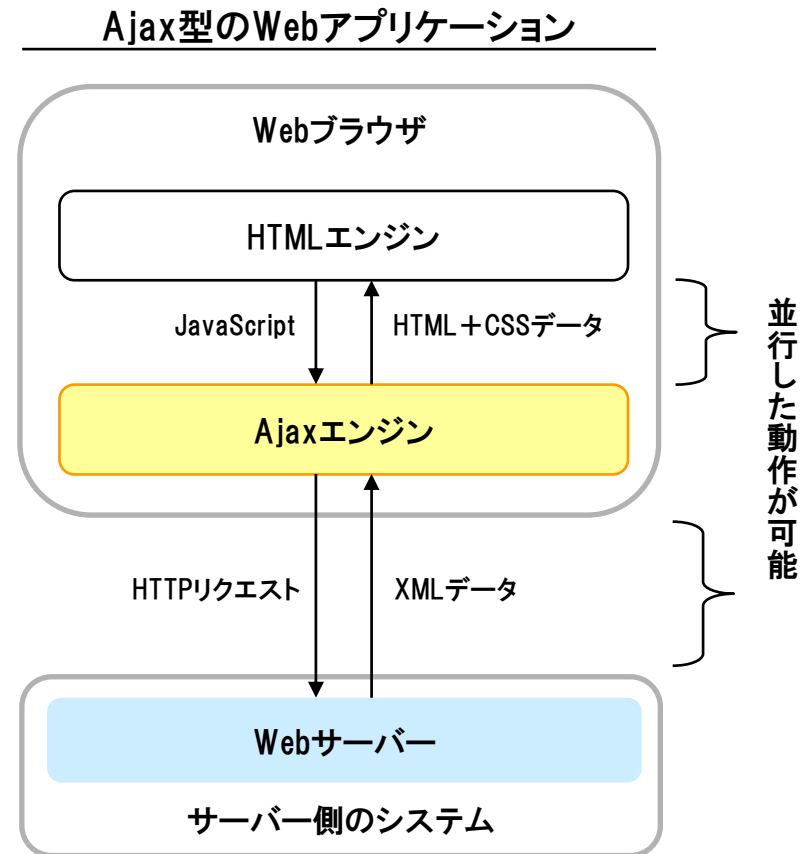 Ajax型のWebアプリケーション
Webブラウザ
HTMLエンジン
JavaScript
HTML＋CSSデータ
Ajaxエンジン
並行した動作が可能
HTTPリクエスト
XMLデータ
Webサーバー
サーバー側のシステム